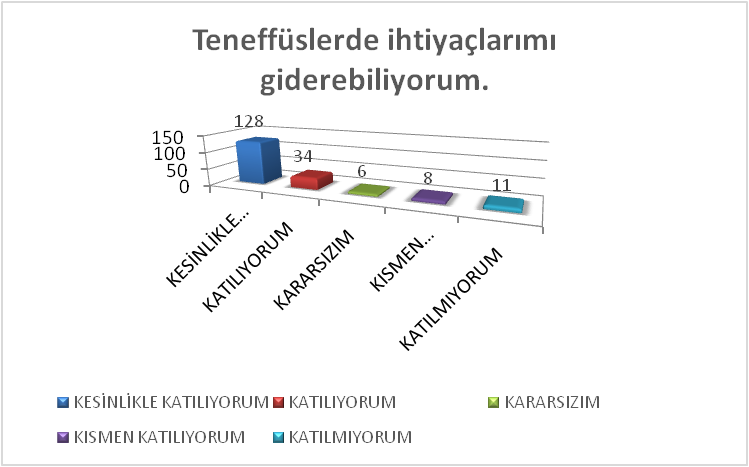 Teneffüslerde ihtiyaçlarımı
giderebiliyorum.
128
34
6
8
11
150
100
50
0
KESİNLİKLE...
KATILIYORUM
KARARSIZIM
KISMEN...
KATILMIYORUM
KESİNLİKLE KATILIYORUM KATILIYORUM KARARSIZIM
KISMEN KATILIYORUM KATILMIYORUM